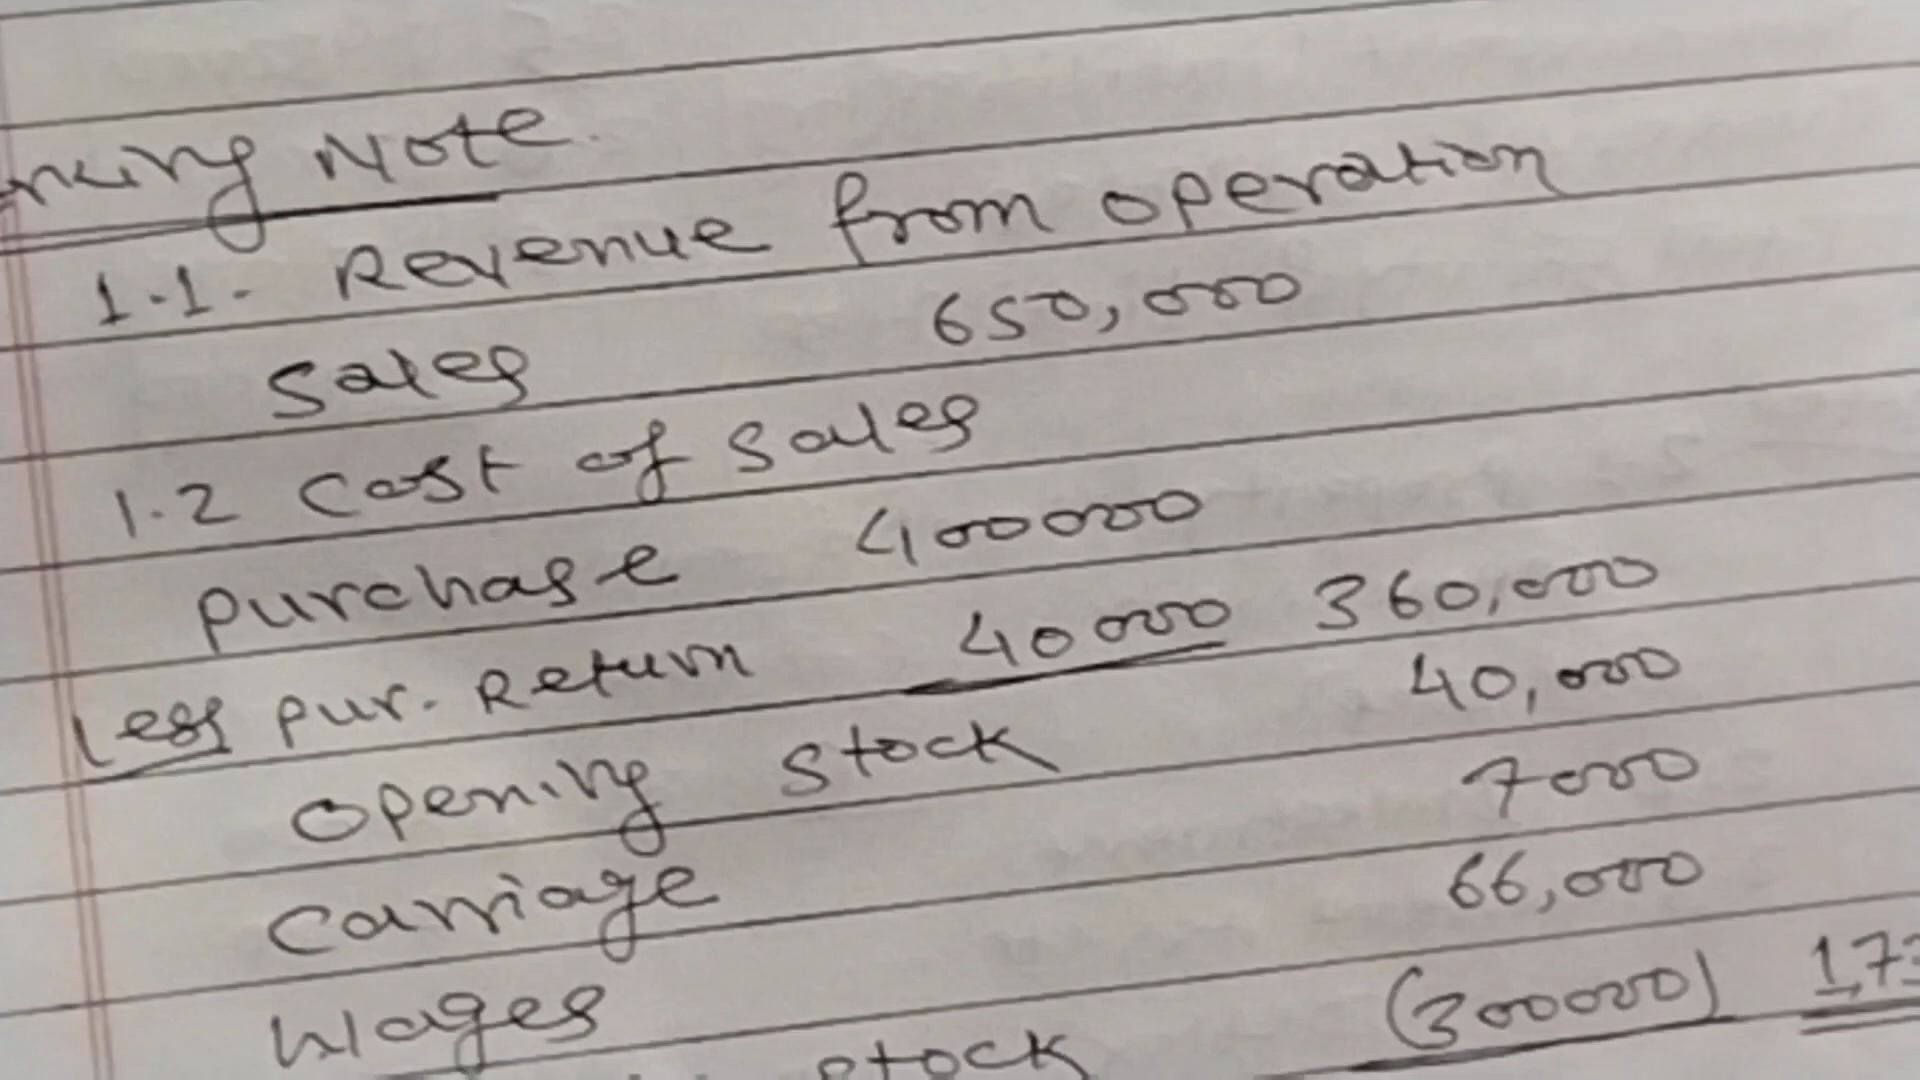 Note.
1.1. Revenue from operation
Sales 650,000
1.2 Cost of Sales
Purchase 400000
Less Pur. Return 40000 360,000
Opening Stock 40,000
Carriage 7000
Wages 66,000
stock (300000)